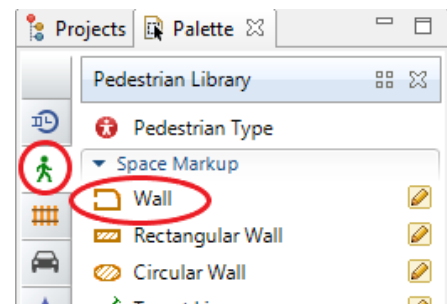 Projects Palette
Pedestrian Library
Pedestrian Type
Space Markup
Wall
Rectangular Wall
Circular Wall